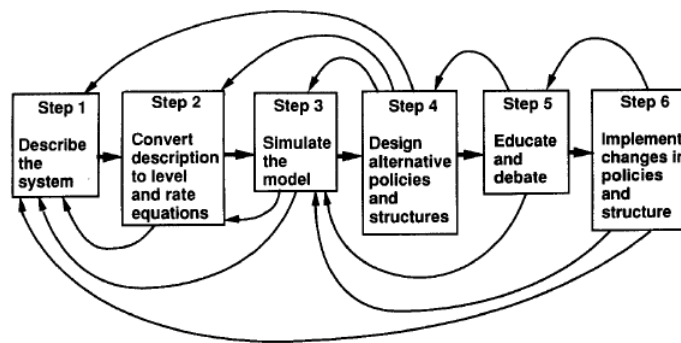 Step 1
Describe
the
system
Step 2
Convert
description
to level
and rate
equations
Step 3
Simulate
the
model
Step 4
Design
alternative
policies
and
structures
Step 5
Educate
and
debate
Step 6
Implement
changes in
policies
and
structure